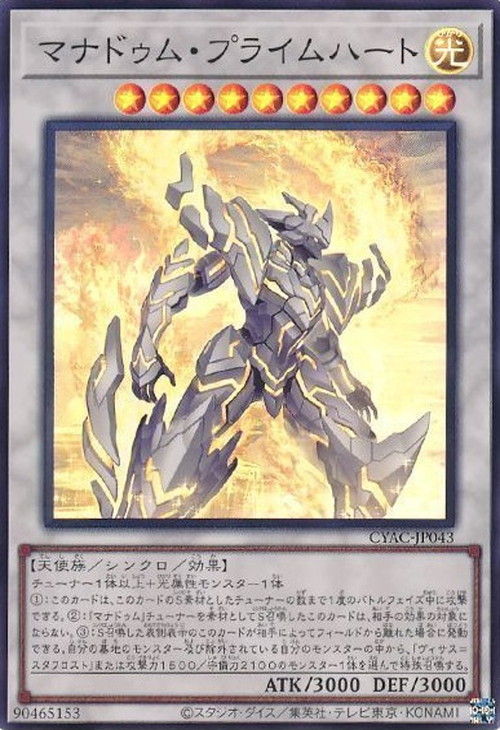 マナドゥム・プライムハート
光
CYAC-JP043
【天使族／シンクロ／効果】
チューナー1体以上＋光属性モンスター1体
①：このカードは、このカードのS素材としたチューナーの数まで1度のバトルフェイズ中に攻撃
できる。②：「マナドゥム」チューナーを素材としてS召喚したこのカードは、相手の効果の対象に
ならない。③：S召喚した表側表示のこのカードが相手によってフィールドから離れた場合に発動
できる。自分の墓地のモンスター及び除外されている自分のモンスターの中から、「ヴィサス＝
スタフロスト」または攻撃力1500／守備力2100のモンスター1体を選んで特殊召喚する。
ATK/3000 DEF/3000
90465153
©スタジオ・ダイス／集英社・テレビ東京・KONAMI